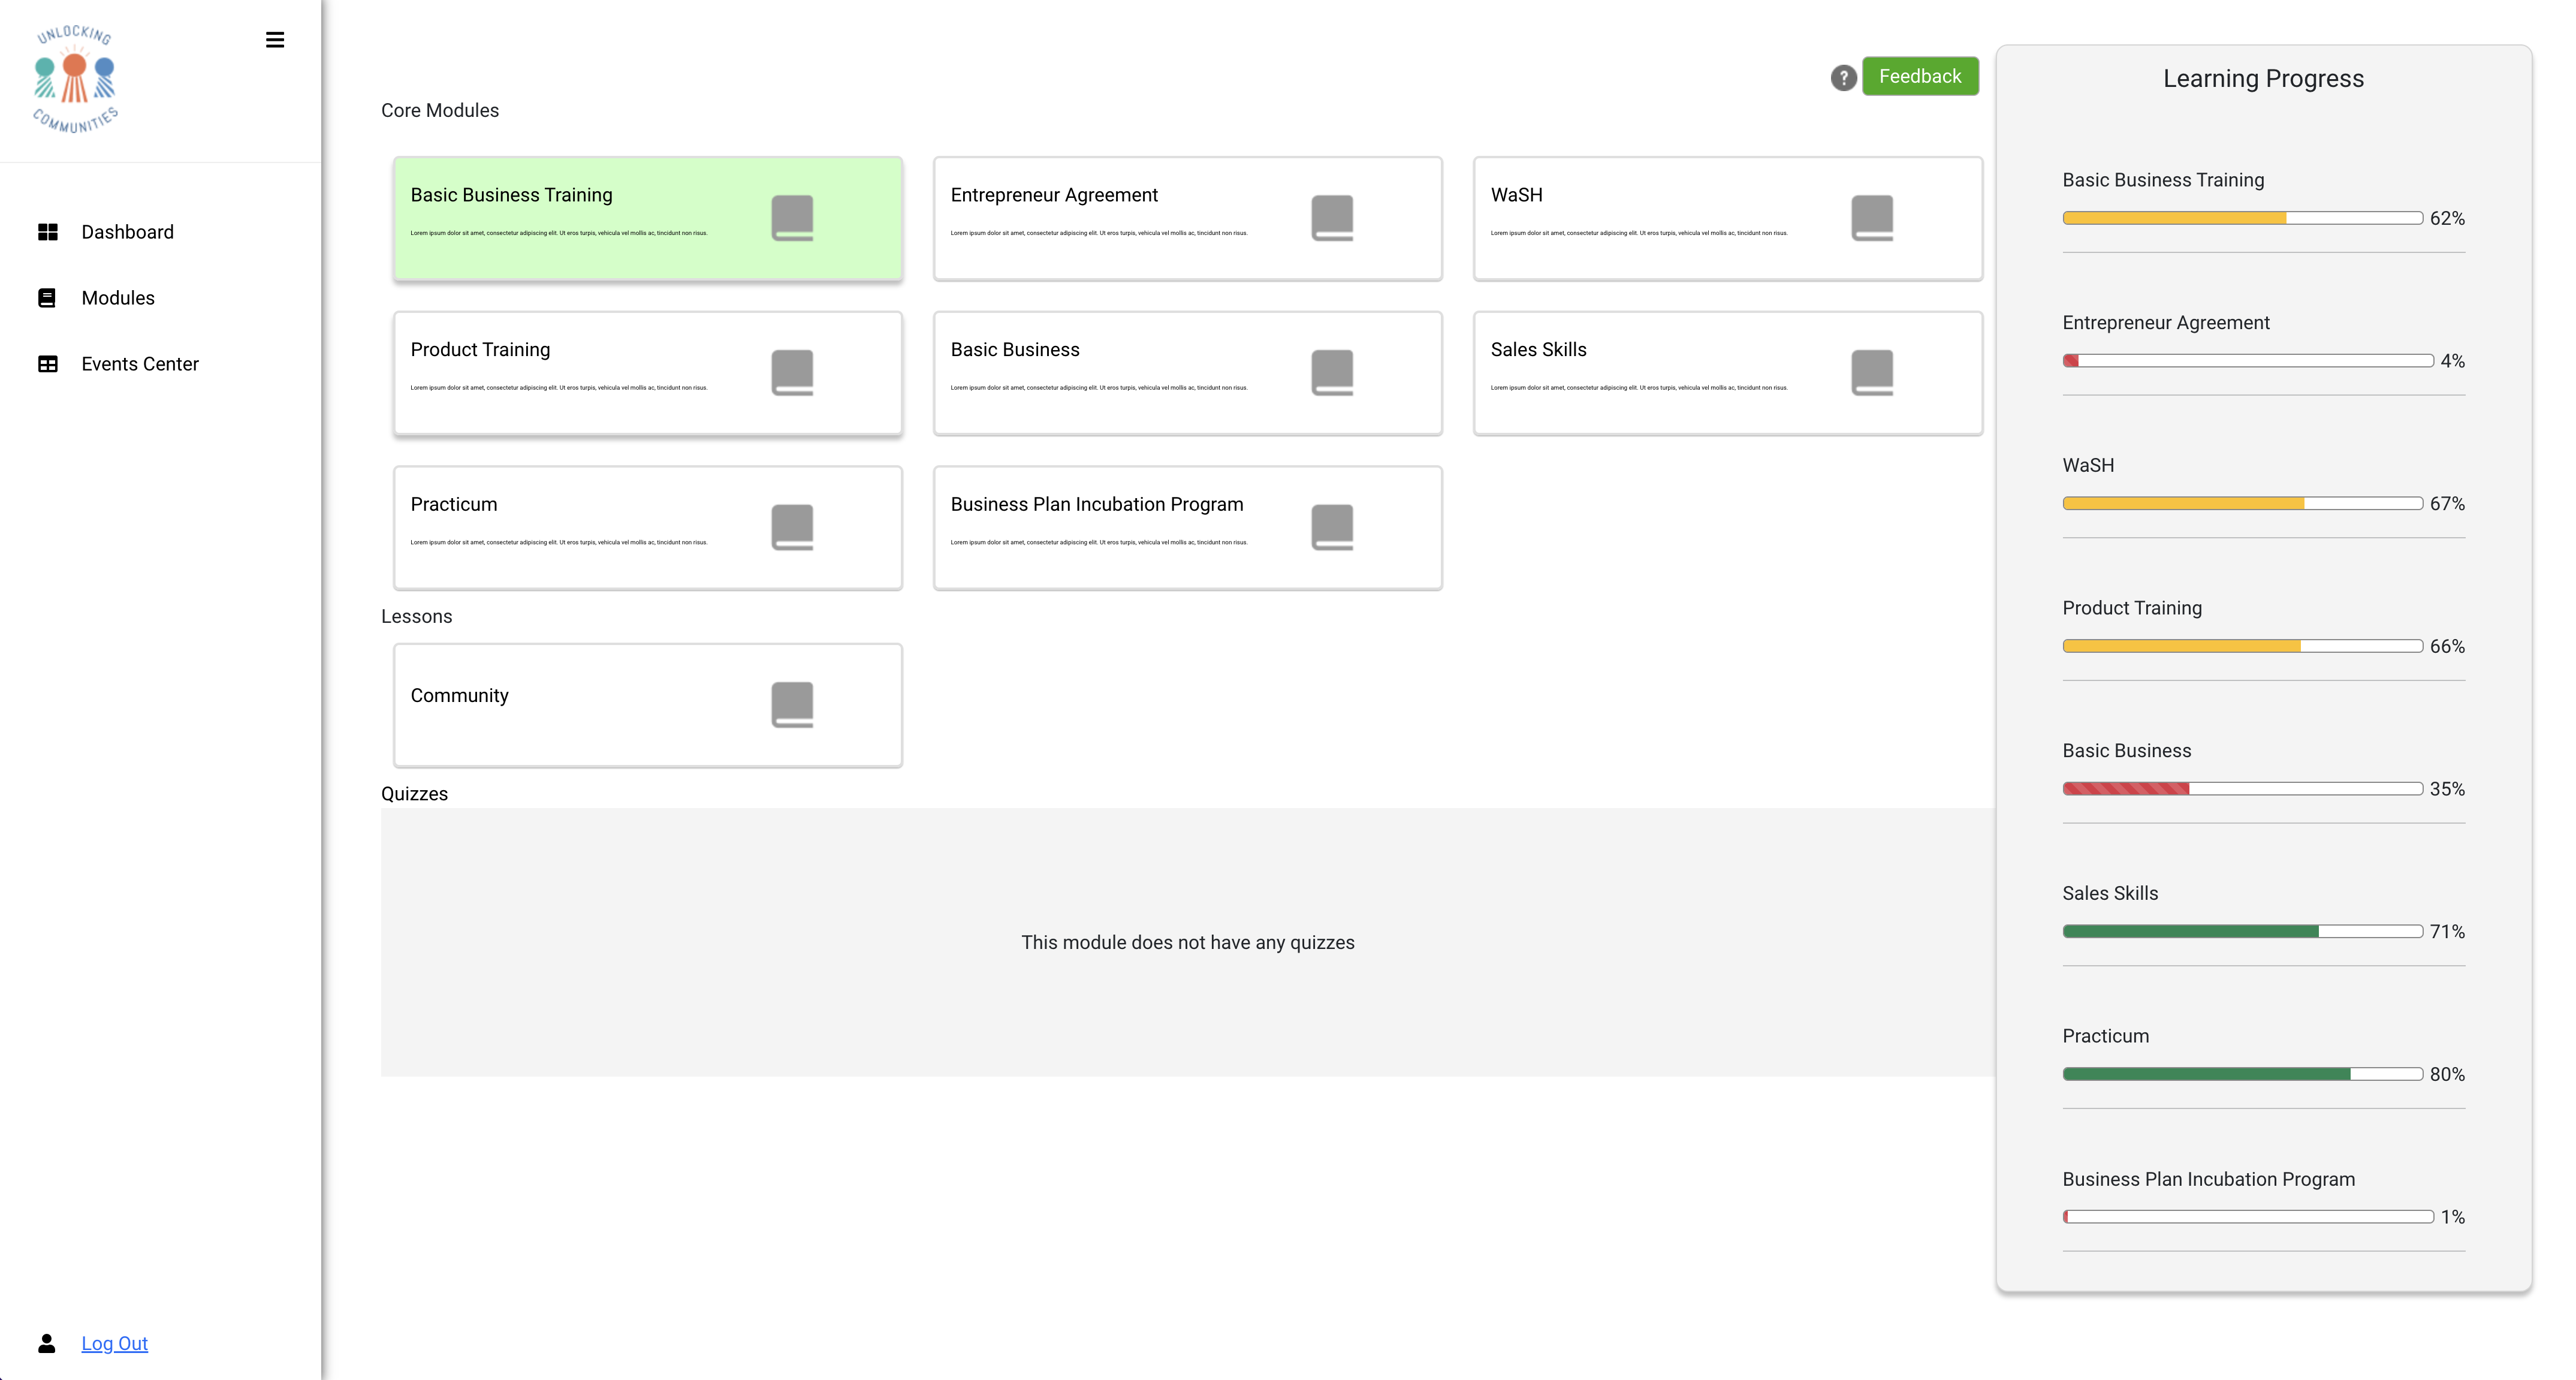 UNLOCKING
COMMUNITIES
Dashboard
Modules
Events Center
Log Out
Feedback
Core Modules
Basic Business Training
Lorem ipsum dolor sit amet, consectetur adipiscing elit. Ut eros turpis, vehicula vel mollis ac, tincidunt non risus.
Entrepreneur Agreement
Lorem ipsum dolor sit amet, consectetur adipiscing elit. Ut eros turpis, vehicula vel mollis ac, tincidunt non risus.
WaSH
Lorem ipsum dolor sit amet, consectetur adipiscing elit. Ut eros turpis, vehicula vel mollis ac, tincidunt non risus.
Product Training
Lorem ipsum dolor sit amet, consectetur adipiscing elit. Ut eros turpis, vehicula vel mollis ac, tincidunt non risus.
Basic Business
Lorem ipsum dolor sit amet, consectetur adipiscing elit. Ut eros turpis, vehicula vel mollis ac, tincidunt non risus.
Sales Skills
Lorem ipsum dolor sit amet, consectetur adipiscing elit. Ut eros turpis, vehicula vel mollis ac, tincidunt non risus.
Practicum
Lorem ipsum dolor sit amet, consectetur adipiscing elit. Ut eros turpis, vehicula vel mollis ac, tincidunt non risus.
Business Plan Incubation Program
Lorem ipsum dolor sit amet, consectetur adipiscing elit. Ut eros turpis, vehicula vel mollis ac, tincidunt non risus.
Lessons
Community
Quizzes
This module does not have any quizzes
Learning Progress
Basic Business Training
62%
Entrepreneur Agreement
4%
WaSH
67%
Product Training
66%
Basic Business
35%
Sales Skills
71%
Practicum
80%
Business Plan Incubation Program
1%